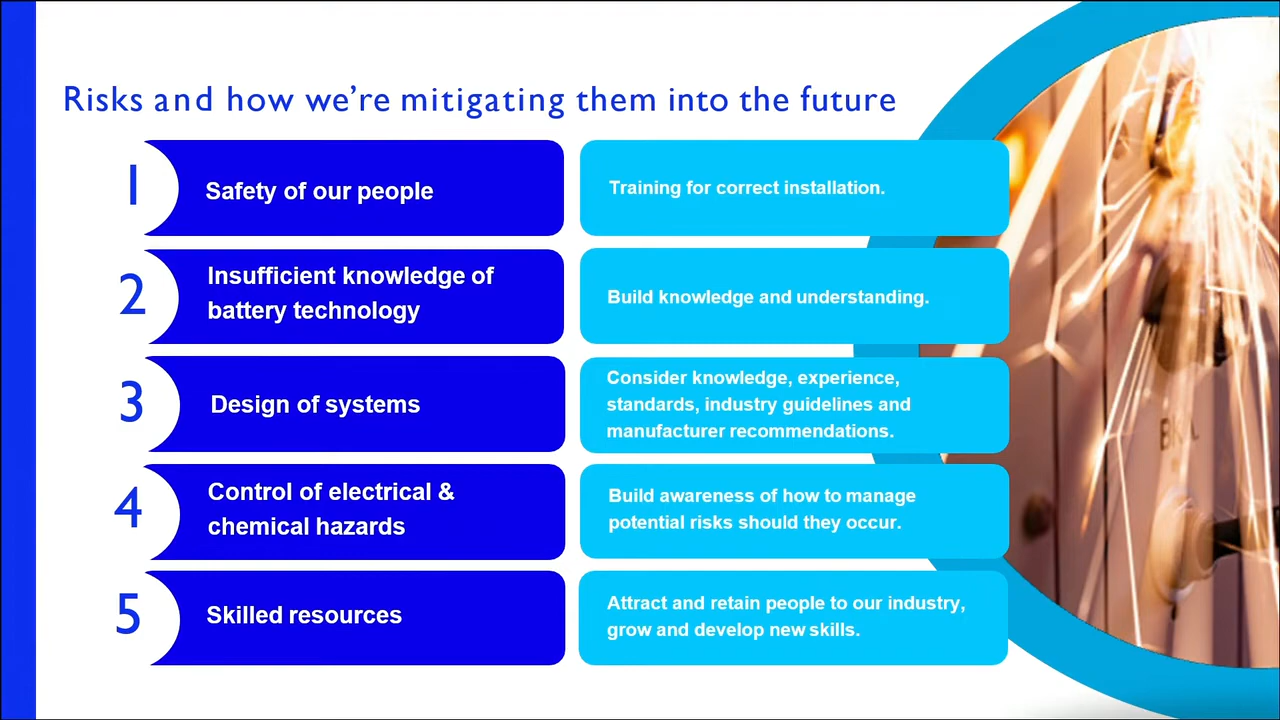 Risks and how we’re mitigating them into the future
1
Safety of our people
Training for correct installation.
2
Insufficient knowledge of
battery technology
Build knowledge and understanding.
3
Design of systems
Consider knowledge, experience,
standards, industry guidelines and
manufacturer recommendations.
4
Control of electrical &
chemical hazards
Build awareness of how to manage
potential risks should they occur.
5
Skilled resources
Attract and retain people to our industry,
grow and develop new skills.